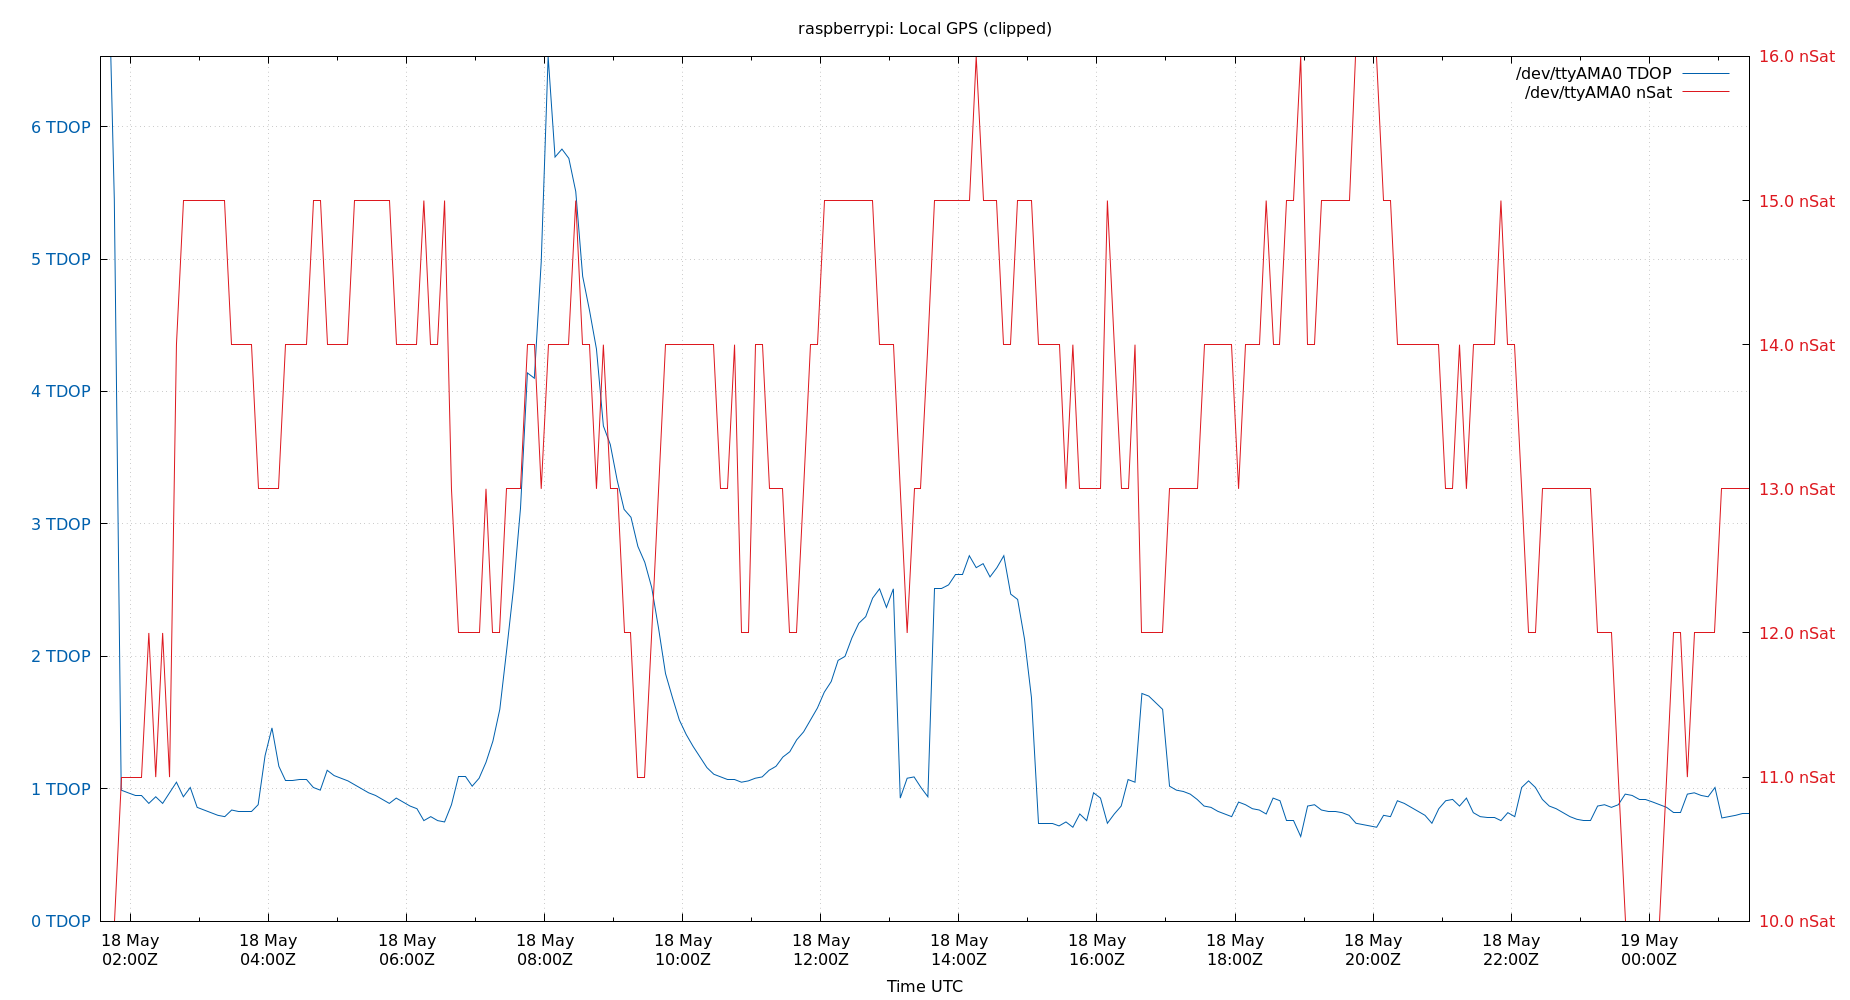 raspberrypi: Local GPS (clipped)
/dev/ttyAMA0 TDOP
/dev/ttyAMA0 nSat
6 TDOP
5 TDOP
4 TDOP
3 TDOP
2 TDOP
1 TDOP
0 TDOP
16.0 nSat
15.0 nSat
14.0 nSat
13.0 nSat
12.0 nSat
11.0 nSat
10.0 nSat
18 May 18 May 18 May 18 May 18 May 18 May 18 May 18 May 18 May 18 May 18 May 19 May
02:00Z 04:00Z 06:00Z 08:00Z 10:00Z 12:00Z 14:00Z 16:00Z 18:00Z 20:00Z 22:00Z 00:00Z
Time UTC